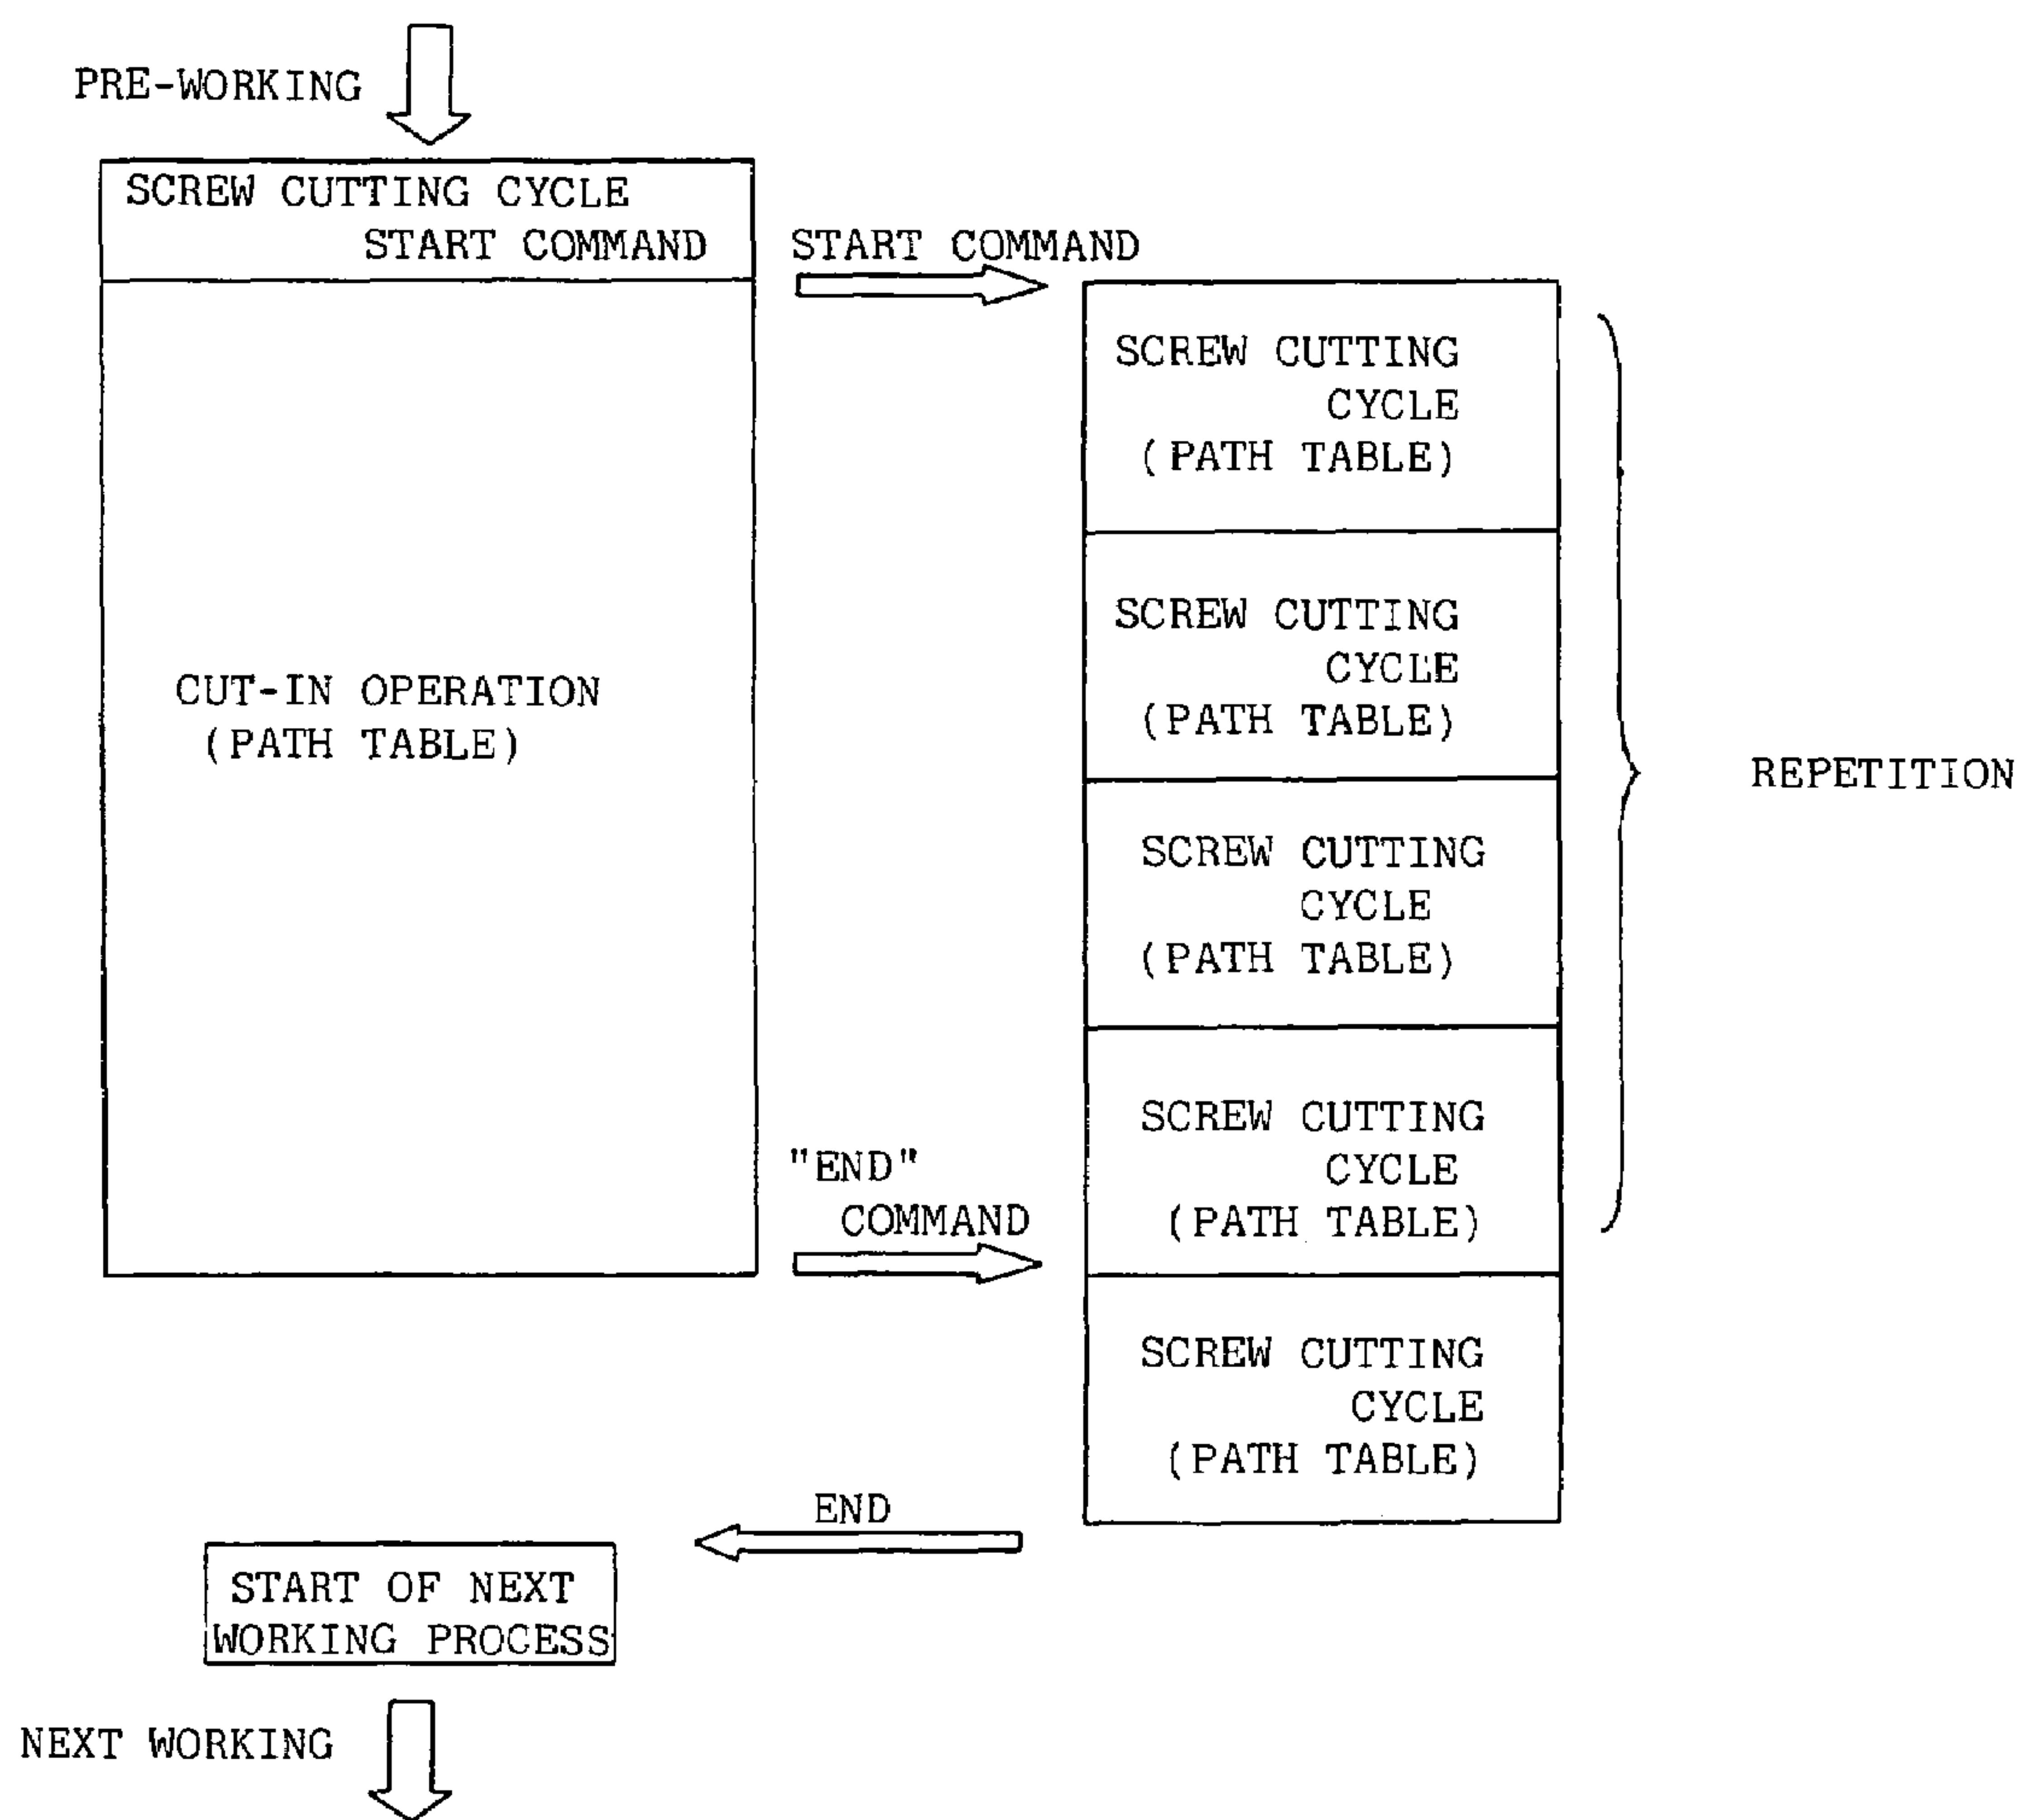 PRE-WORKING
SCREW CUTTING CYCLE
START COMMAND
START COMMAND
SCREW CUTTING
CYCLE
(PATH TABLE)
SCREW CUTTING
CYCLE
(PATH TABLE)
CUT-IN OPERATION
(PATH TABLE)
REPETITION
SCREW CUTTING
CYCLE
(PATH TABLE)
SCREW CUTTING
CYCLE
(PATH TABLE)
"END"
COMMAND
SCREW CUTTING
CYCLE
(PATH TABLE)
END
START OF NEXT
WORKING PROCESS
NEXT WORKING